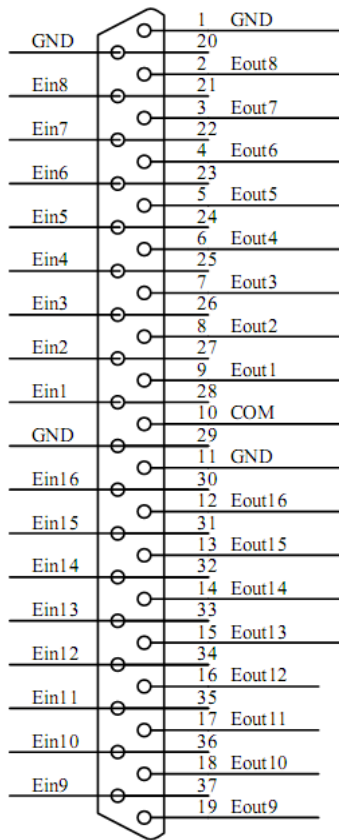 1 GND
GND 20
2 Eout8
Ein8 21
3 Eout7
Ein7 22
4 Eout6
Ein6 23
5 Eout5
Ein5 24
6 Eout4
Ein4 25
7 Eout3
Ein3 26
8 Eout2
Ein2 27
9 Eout1
Ein1 28
10 COM
GND 29
11 GND
Ein16 30
12 Eout16
Ein15 31
13 Eout15
Ein14 32
14 Eout14
Ein13 33
15 Eout13
Ein12 34
16 Eout12
Ein11 35
17 Eout11
Ein10 36
18 Eout10
Ein9 37
19 Eout9